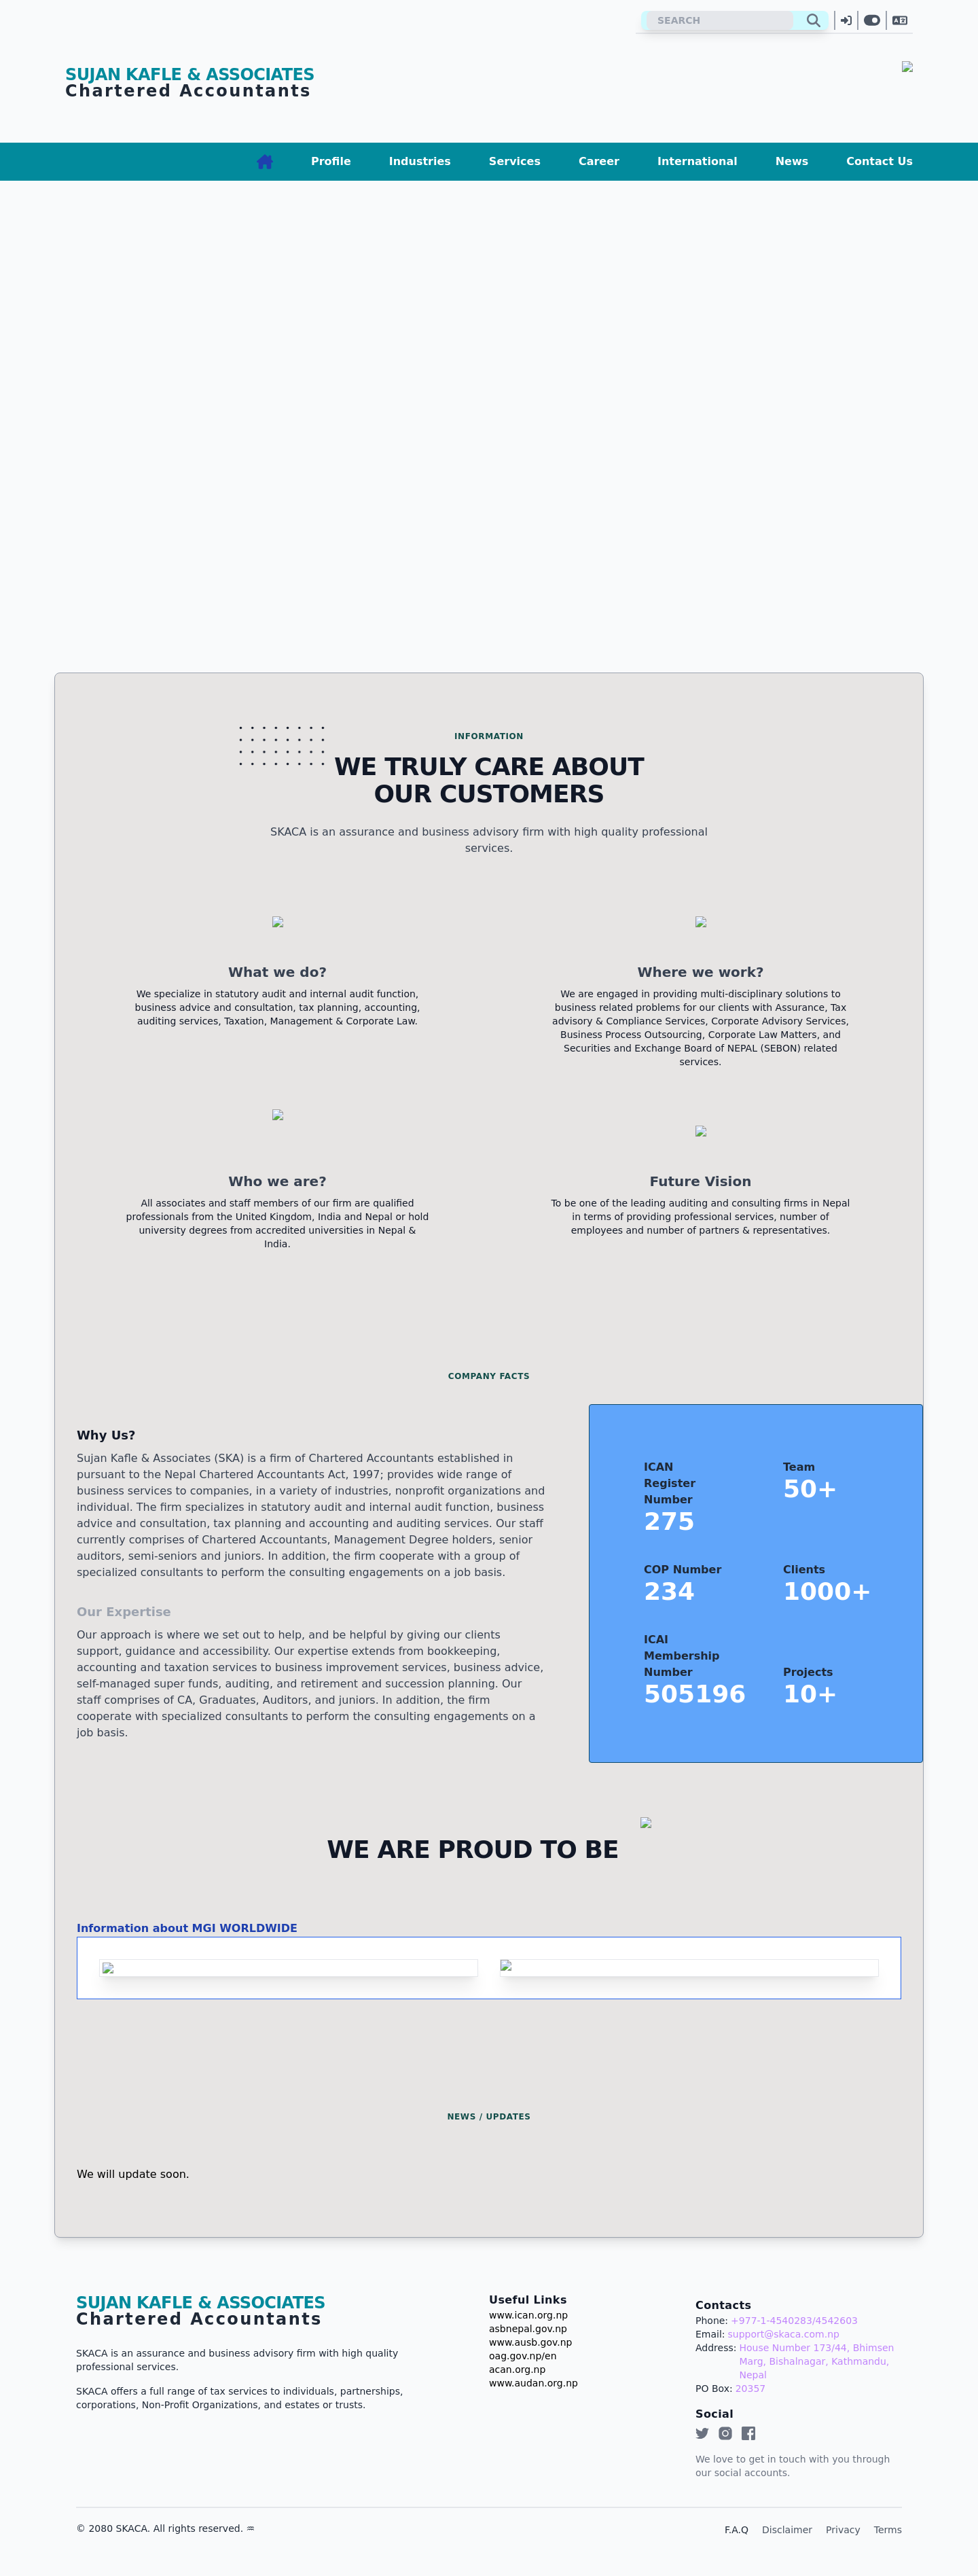 SEARCH
SUJAN KAFLE & ASSOCIATES
Chartered Accountants
Profile Industries Services Career International News Contact Us
INFORMATION
WE TRULY CARE ABOUT
OUR CUSTOMERS
SKACA is an assurance and business advisory firm with high quality professional
services.
What we do?
We specialize in statutory audit and internal audit function,
business advice and consultation, tax planning, accounting,
auditing services, Taxation, Management & Corporate Law.
Where we work?
We are engaged in providing multi-disciplinary solutions to
business related problems for our clients with Assurance, Tax
advisory & Compliance Services, Corporate Advisory Services,
Business Process Outsourcing, Corporate Law Matters, and
Securities and Exchange Board of NEPAL (SEBON) related
services.
Who we are?
All associates and staff members of our firm are qualified
professionals from the United Kingdom, India and Nepal or hold
university degrees from accredited universities in Nepal &
India.
Future Vision
To be one of the leading auditing and consulting firms in Nepal
in terms of providing professional services, number of
employees and number of partners & representatives.
COMPANY FACTS
Why Us?
Sujan Kafle & Associates (SKA) is a firm of Chartered Accountants established in
pursuant to the Nepal Chartered Accountants Act, 1997; provides wide range of
business services to companies, in a variety of industries, nonprofit organizations and
individual. The firm specializes in statutory audit and internal audit function, business
advice and consultation, tax planning and accounting and auditing services. Our staff
currently comprises of Chartered Accountants, Management Degree holders, senior
auditors, semi-seniors and juniors. In addition, the firm cooperate with a group of
specialized consultants to perform the consulting engagements on a job basis.
Our Expertise
Our approach is where we set out to help, and be helpful by giving our clients
support, guidance and accessibility. Our expertise extends from bookkeeping,
accounting and taxation services to business improvement services, business advice,
self-managed super funds, auditing, and retirement and succession planning. Our
staff comprises of CA, Graduates, Auditors, and juniors. In addition, the firm
cooperate with specialized consultants to perform the consulting engagements on a
job basis.
ICAN
Register
Number
275
Team
50+
COP Number
234
Clients
1000+
ICAI
Membership
Number
505196
Projects
10+
WE ARE PROUD TO BE
Information about MGI WORLDWIDE
NEWS / UPDATES
We will update soon.
SUJAN KAFLE & ASSOCIATES
Chartered Accountants
SKACA is an assurance and business advisory firm with high quality
professional services.
SKACA offers a full range of tax services to individuals, partnerships,
corporations, Non-Profit Organizations, and estates or trusts.
Useful Links
www.ican.org.np
asbnepal.gov.np
www.ausb.gov.np
oag.gov.np/en
acan.org.np
www.audan.org.np
Contacts
Phone: +977-1-4540283/4542603
Email: support@skaca.com.np
Address: House Number 173/44, Bhimsen
Marg, Bishalnagar, Kathmandu,
Nepal
PO Box: 20357
Social
We love to get in touch with you through
our social accounts.
© 2080 SKACA. All rights reserved. ♒
F.A.Q Disclaimer Privacy Terms